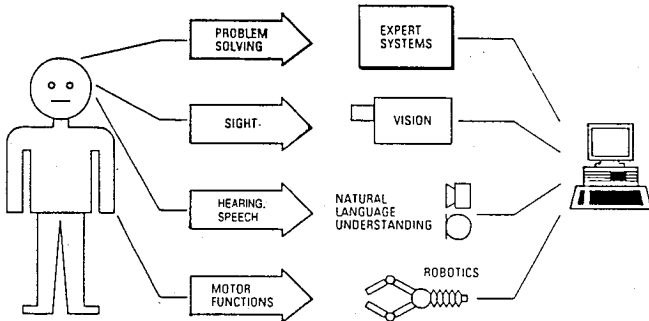 PROBLEM
SOLVING
EXPERT
SYSTEMS
SIGHT-
VISION
HEARING.
SPEECH
NATURAL
LANGUAGE
UNDERSTANDING
MOTOR
FUNCTIONS
ROBOTICS